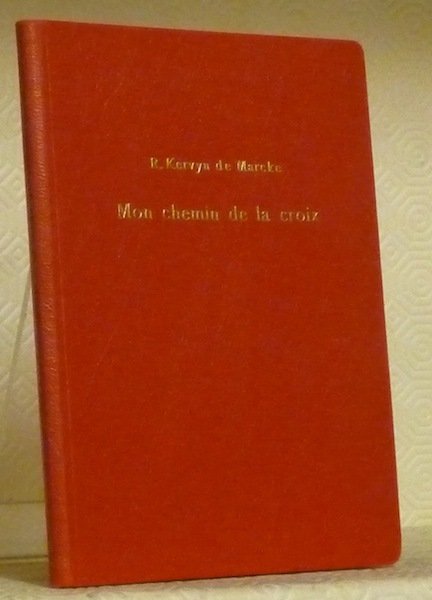 R. Kervyn de Marcke
Mon chemin de la croix